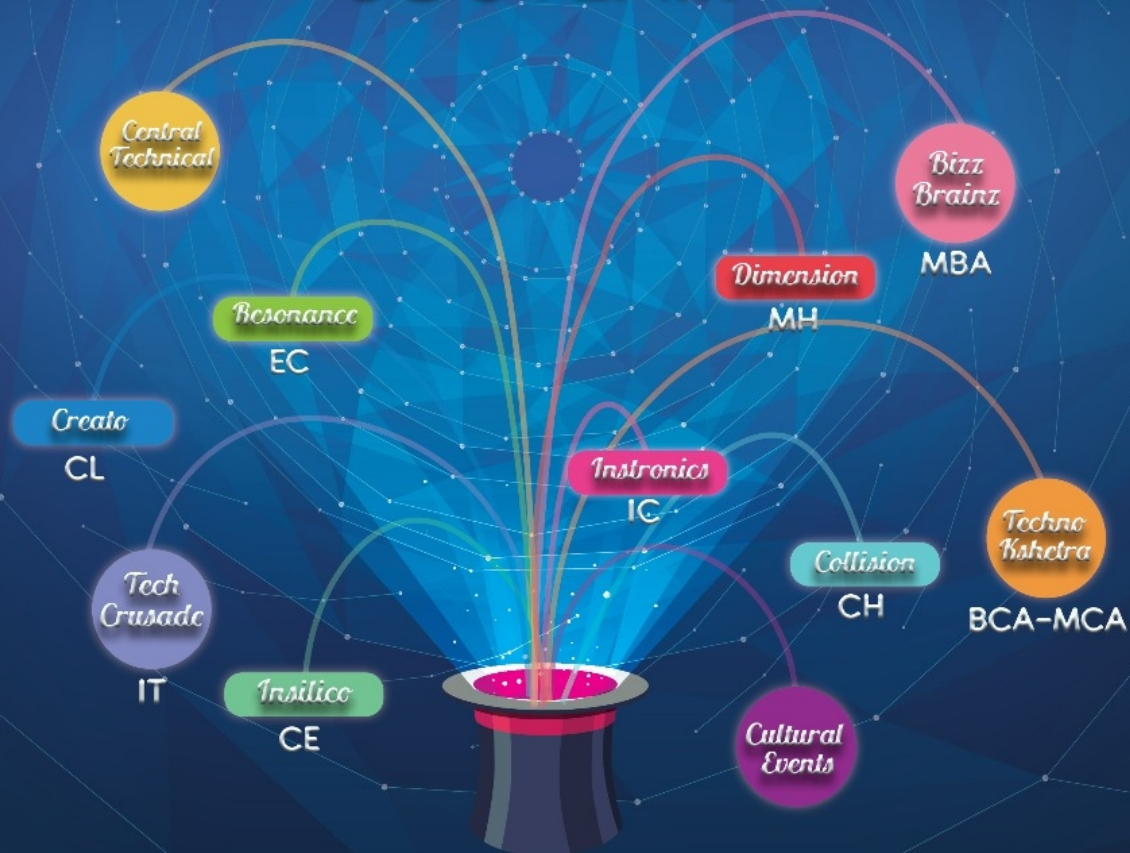 Central
Technical
Bizz
Brainz
MBA
Dimension
MH
Resonance
EC
Creato
CL
Instronics
IC
Techno
Kshetra
BCA-MCA
Collision
CH
Tech
Crusade
IT
Insilico
CE
Cultural
Events